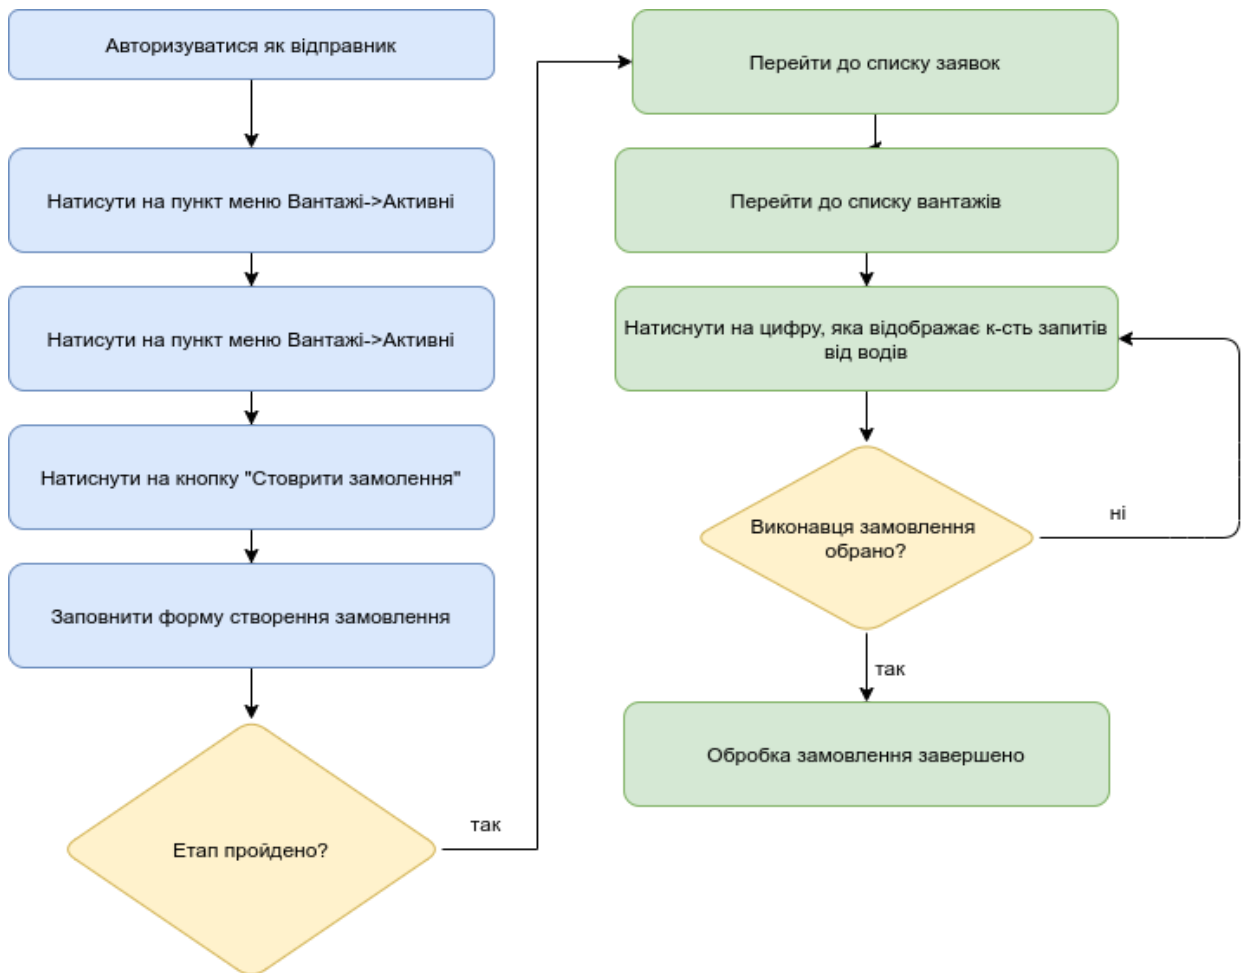 Авторизуватися як відправник
Натисути на пункт меню Вантажі->Активні
Натисути на пункт меню Вантажі->Активні
Натиснути на кнопку "Стоврити замолення"
Заповнити форму створення замовлення
Етап пройдено?
так
Перейти до списку заявок
Перейти до списку вантажів
Натиснути на цифру, яка відображає к-сть запитів
від водів
Виконавця замовлення
обрано?
ні
так
Обробка замовлення завершено